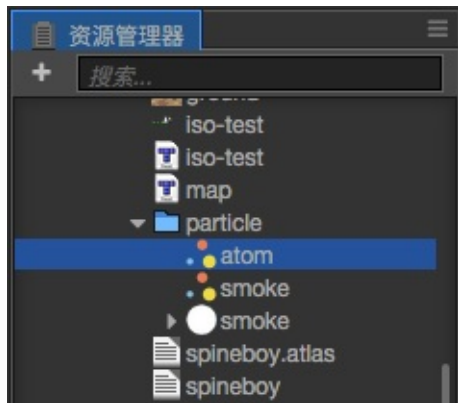 资源管理器
搜索...
ground
iso-test
iso-test
map
particle
atom
smoke
smoke
spineboy.atlas
spineboy